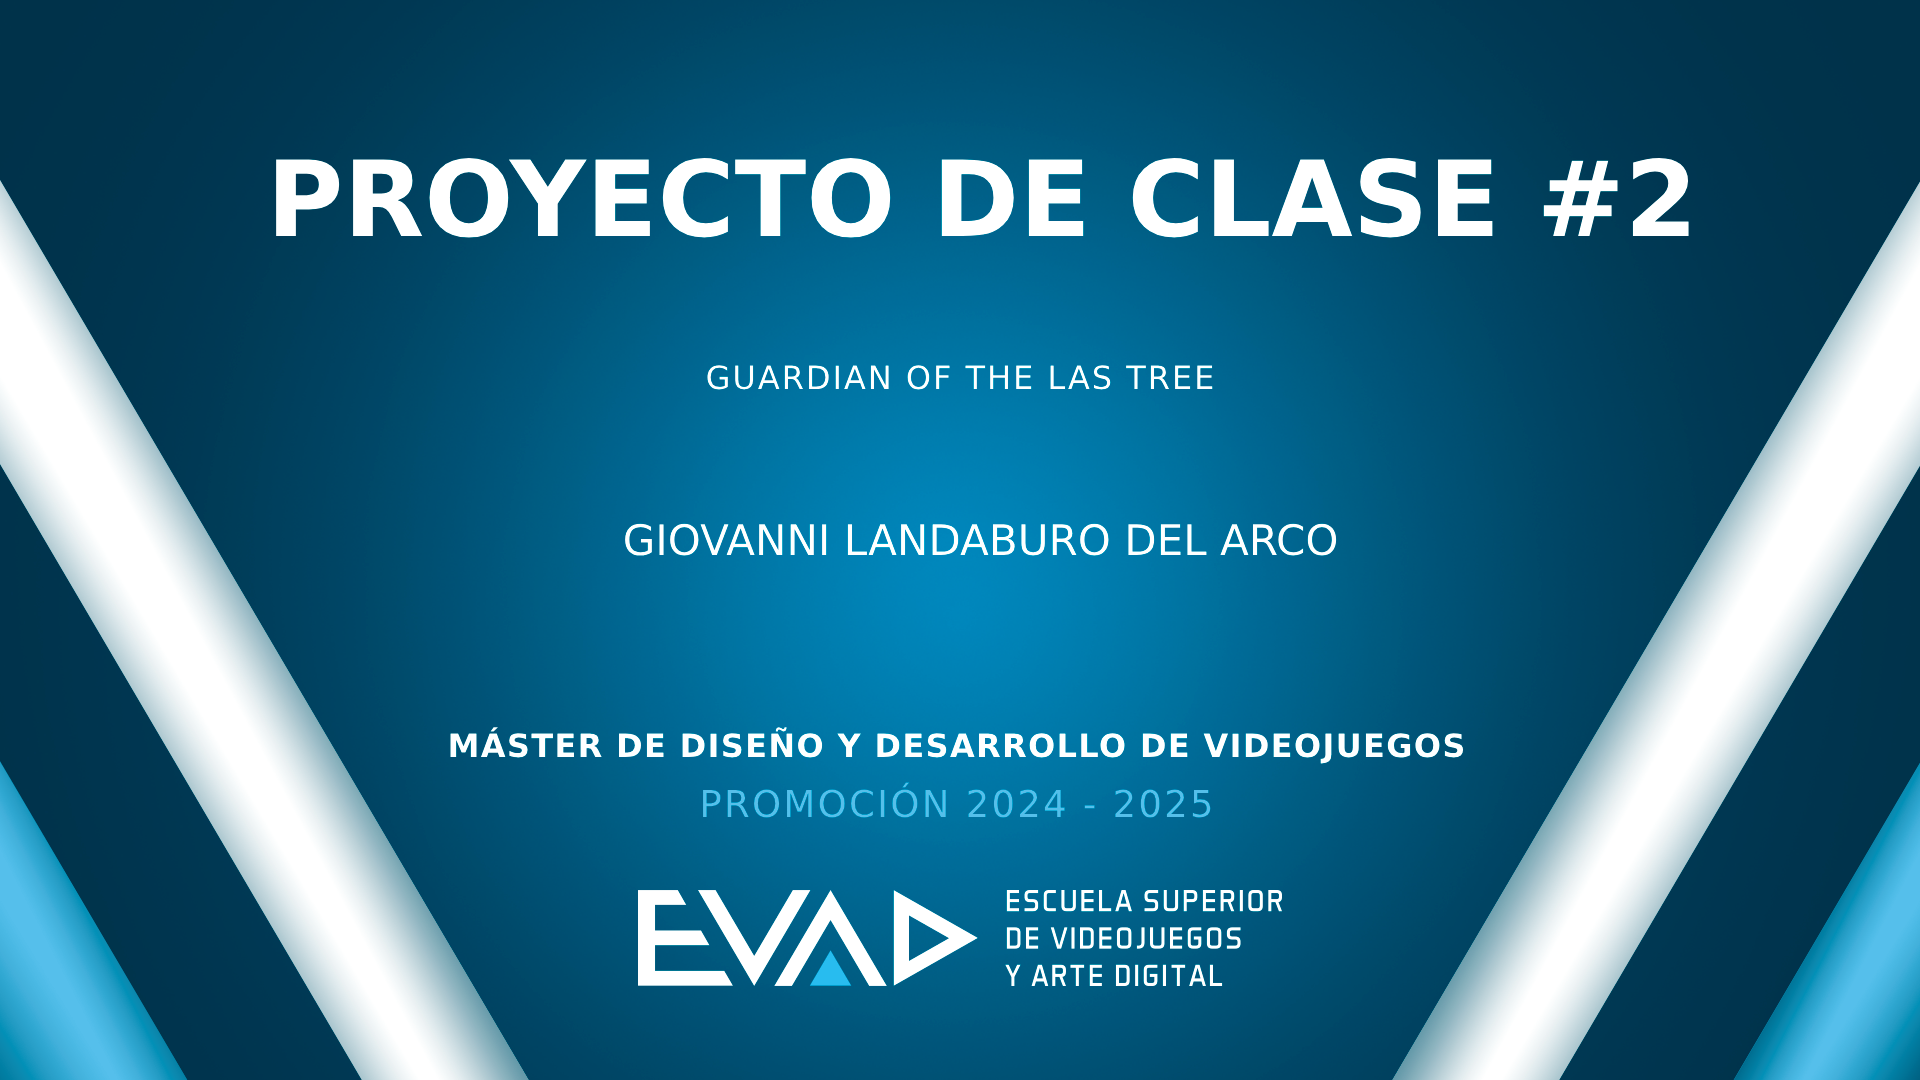 PROYECTO DE CLASE #2
GUARDIAN OF THE LAS TREE
GIOVANNI LANDABURO DEL ARCO
MÁSTER DE DISEÑO Y DESARROLLO DE VIDEOJUEGOS
PROMOCIÓN 2024 - 2025
EVAD
ESCUELA SUPERIOR
DE VIDEOJUEGOS
Y ARTE DIGITAL